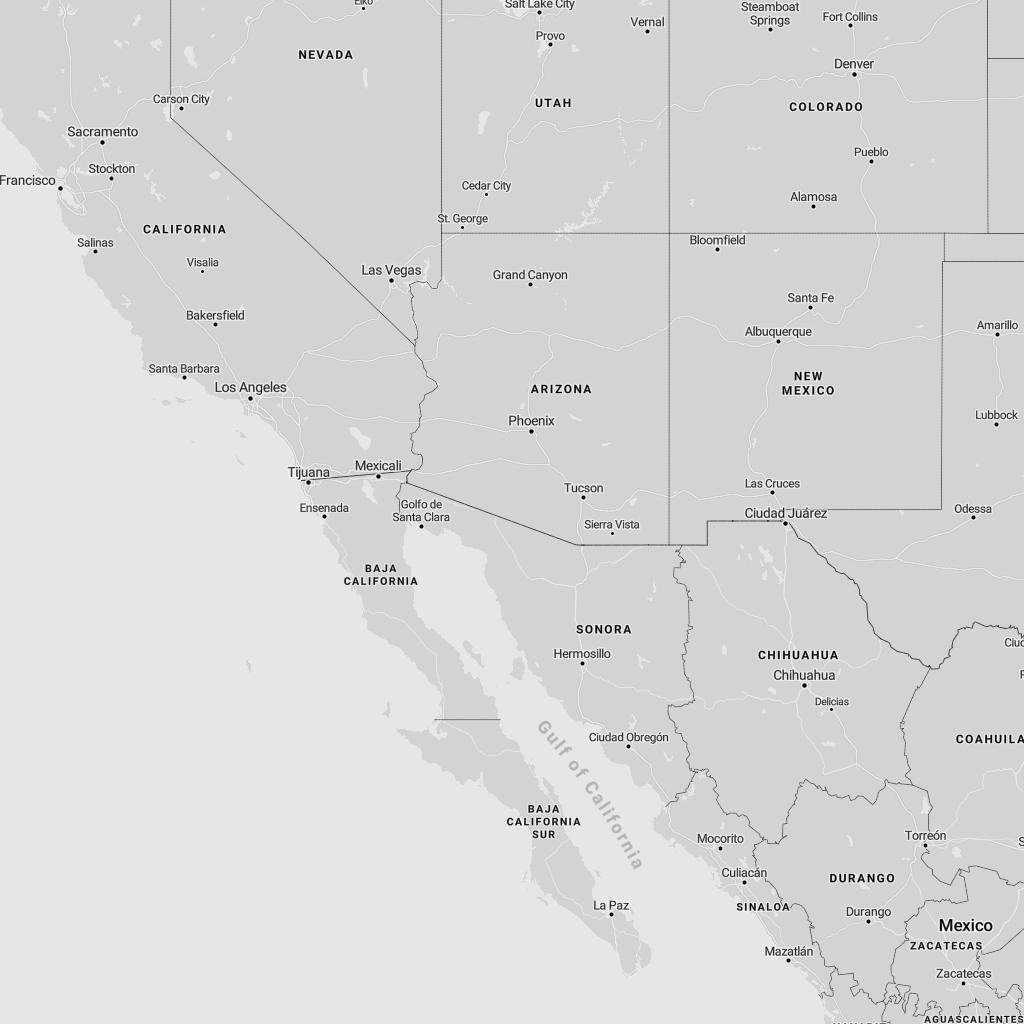 Elko
Salt Lake City
Steamboat
Springs
Fort Collins
Vernal
Provo
NEVADA
Denver
Carson City
UTAH
COLORADO
Sacramento
Pueblo
Stockton
Francisco
Cedar City
Alamosa
St. George
CALIFORNIA
Salinas
Bloomfield
Visalia
Las Vegas
Grand Canyon
Santa Fe
Bakersfield
Albuquerque
Amarillo
Santa Barbara
Los Angeles
ARIZONA
NEW
MEXICO
Phoenix
Lubbock
Tijuana
Mexicali
Tucson
Las Cruces
Ensenada
Golfo de
Santa Clara
Sierra Vista
Ciudad Juárez
Odessa
BAJA
CALIFORNIA
SONORA
Hermosillo
CHIHUAHUA
Chihuahua
Delicias
Gulf of California
Ciudad Obregón
COAHUILA
BAJA
CALIFORNIA
SUR
Mocorito
Torreón
Culiacán
DURANGO
La Paz
SINALOA
Durango
Mexico
ZACATECAS
Mazatlán
Zacatecas
AGUASCALIENTES